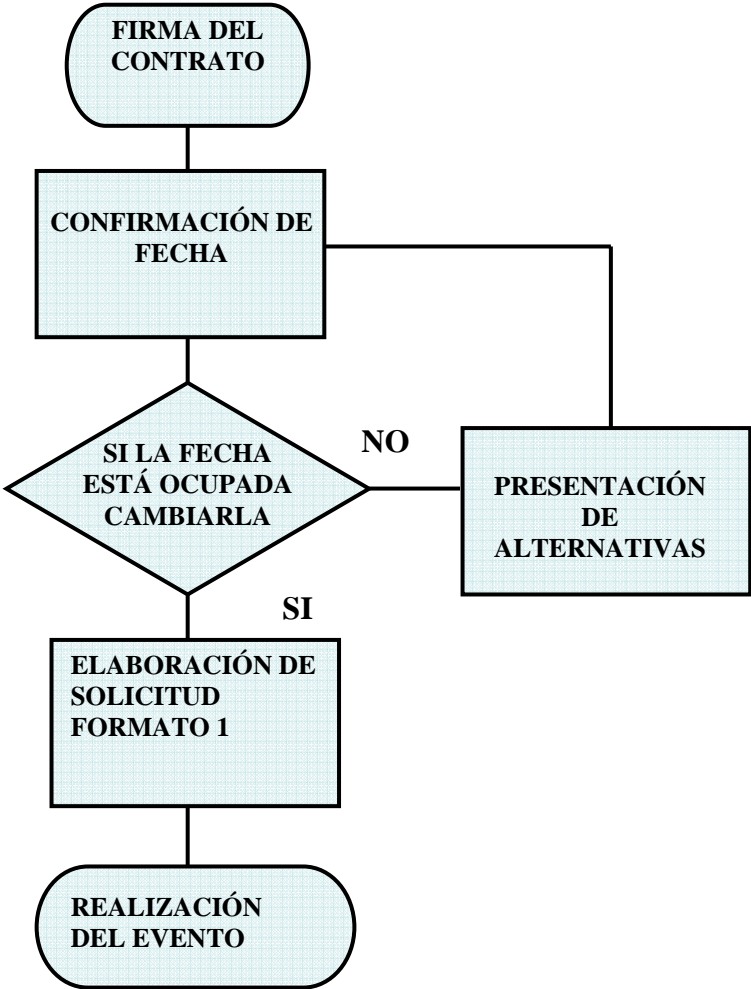 FIRMA DEL
CONTRATO
CONFIRMACIÓN DE
FECHA
SI LA FECHA
ESTÁ OCUPADA
CAMBIARLA
NO
PRESENTACIÓN
DE
ALTERNATIVAS
SI
ELABORACIÓN DE
SOLICITUD
FORMATO 1
REALIZACIÓN
DEL EVENTO